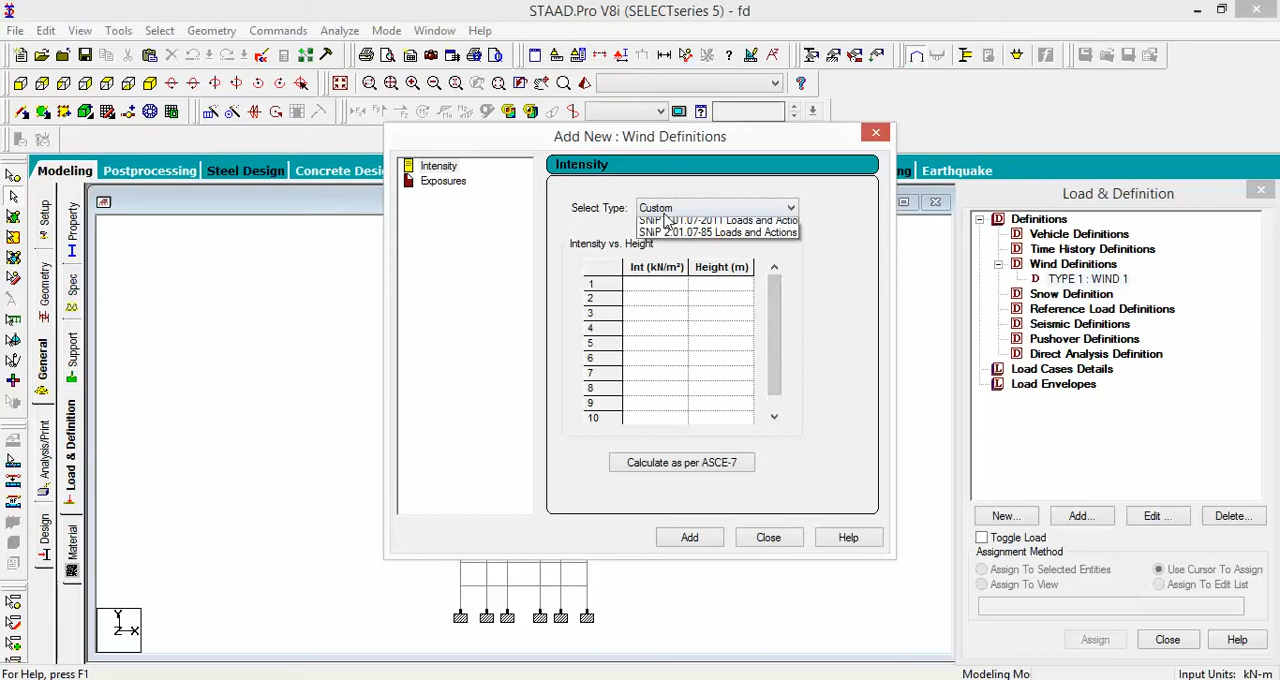 STAAD.Pro V8i (SELECTseries 5) - fd
File Edit View Tools Select Geometry Commands Analyze Mode Window Help
Modeling Postprocessing Steel Design Concrete Des Earthquake
Add New : Wind Definitions
Intensity
Exposures
Intensity
Select Type: Custom
SNiP 2.01.07-85 Loads and Actions
Intensity vs. Height
Int (kN/m²) Height (m)
1
2
3
4
5
6
7
8
9
10
Calculate as per ASCE-7
Add Close Help
Setup
Geometry
General
Analysis/Print
Design
Property
Spec
Support
Load & Definition
Material
Load & Definition
Definitions
Vehicle Definitions
Time History Definitions
Wind Definitions
TYPE 1 : WIND 1
Snow Definition
Reference Load Definitions
Seismic Definitions
Pushover Definitions
Direct Analysis Definition
Load Cases Details
Load Envelopes
New... Add... Edit ... Delete...
Toggle Load
Assignment Method
Assign To Selected Entities Use Cursor To Assign
Assign To View Assign To Edit List
Assign Close Help
Y
Z X
For Help, press F1 Modeling Mo Input Units: kN-m